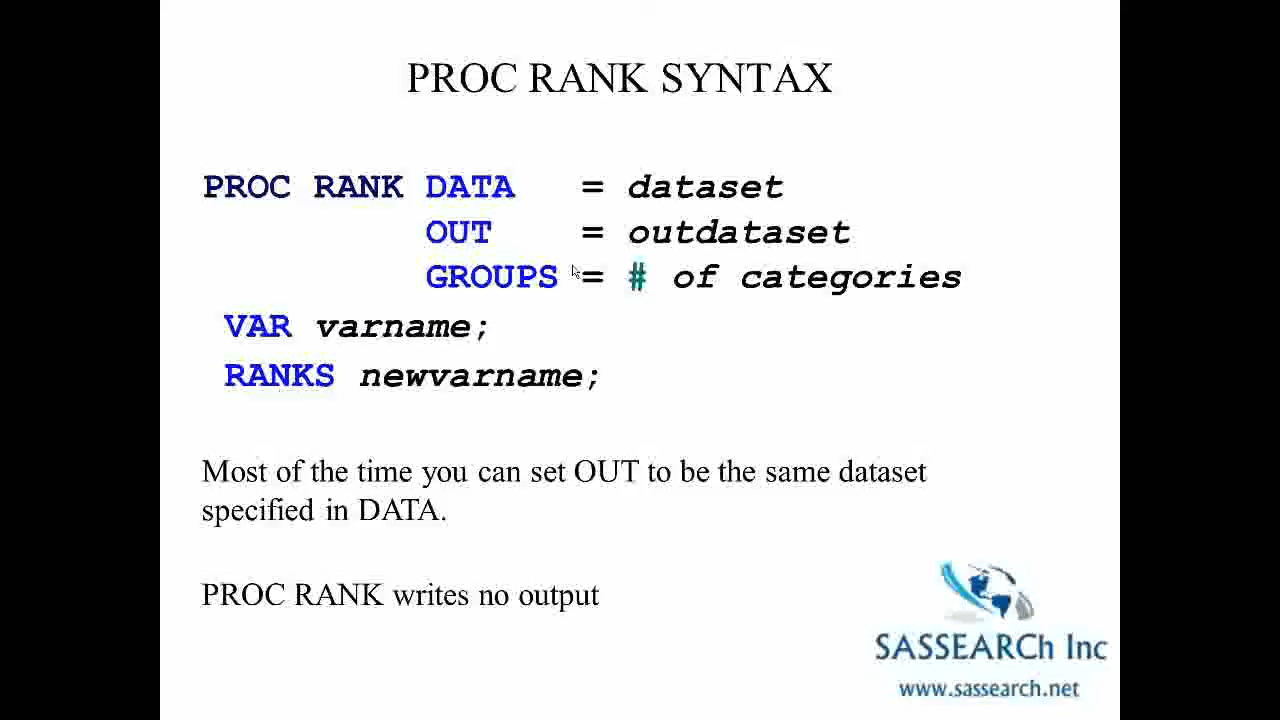 PROC RANK SYNTAX
PROC RANK DATA = dataset
OUT = outdataset
GROUPS = # of categories
VAR varname;
RANKS newvarname;
Most of the time you can set OUT to be the same dataset
specified in DATA.
PROC RANK writes no output
SASSEARCh Inc
www.sassearch.net